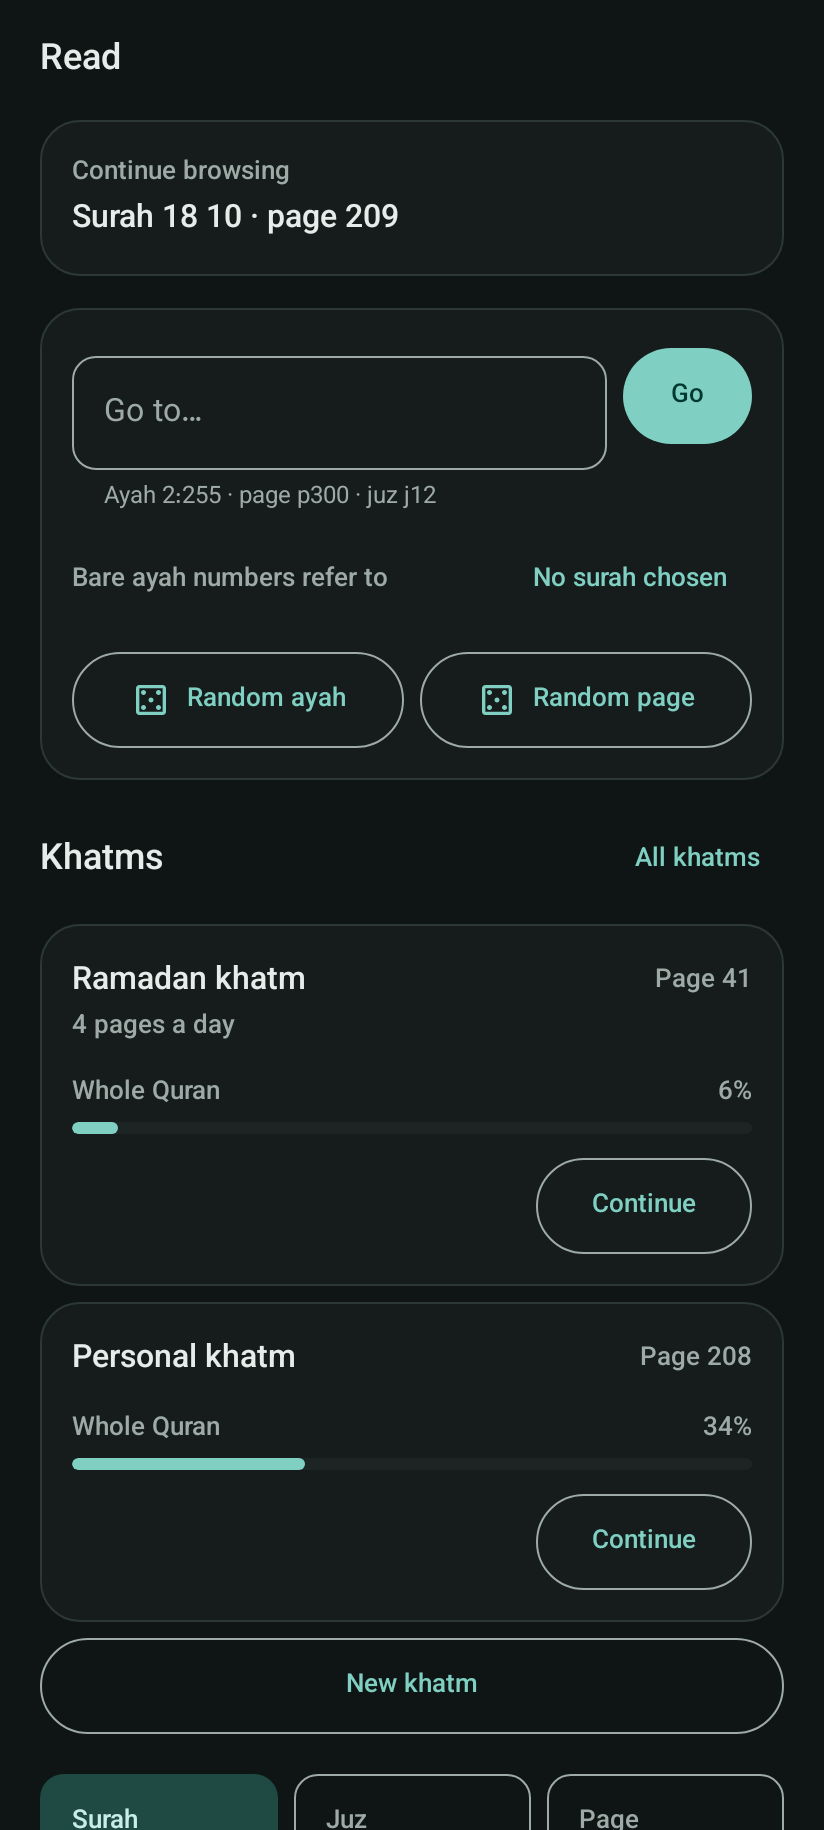 Read
Continue browsing
Surah 18 10 · page 209
Go to…
Go
Ayah 2:255 · page p300 · juz j12
Bare ayah numbers refer to
No surah chosen
Random ayah
Random page
Khatms
All khatms
Ramadan khatm
Page 41
4 pages a day
Whole Quran
6%
Continue
Personal khatm
Page 208
Whole Quran
34%
Continue
New khatm
Surah
Juz
Page